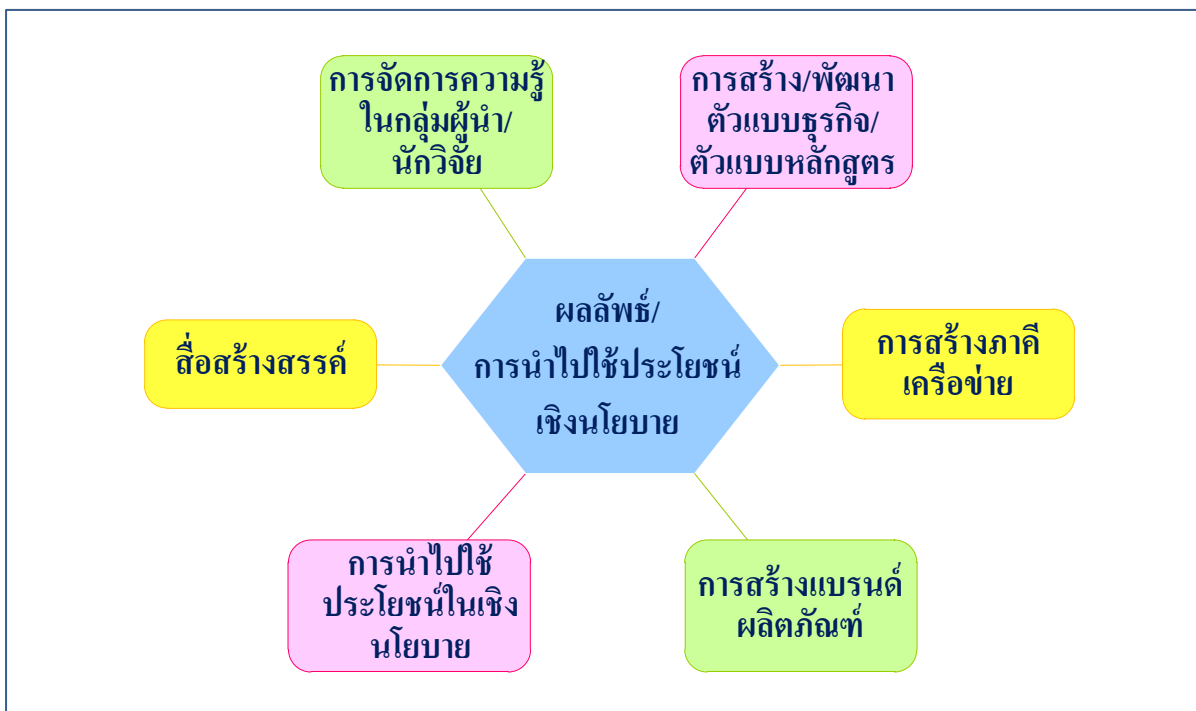 การจัดการความรู้
ในกลุ่มผู้นำ/
นักวิจัย
การสร้าง/พัฒนา
ตัวแบบธุรกิจ/
ตัวแบบหลักสูตร
ผลลัพธ์/
การนำไปใช้ประโยชน์
เชิงนโยบาย
สื่อสร้างสรรค์
การสร้างภาคี
เครือข่าย
การนำไปใช้
ประโยชน์ในเชิง
นโยบาย
การสร้างแบรนด์
ผลิตภัณฑ์